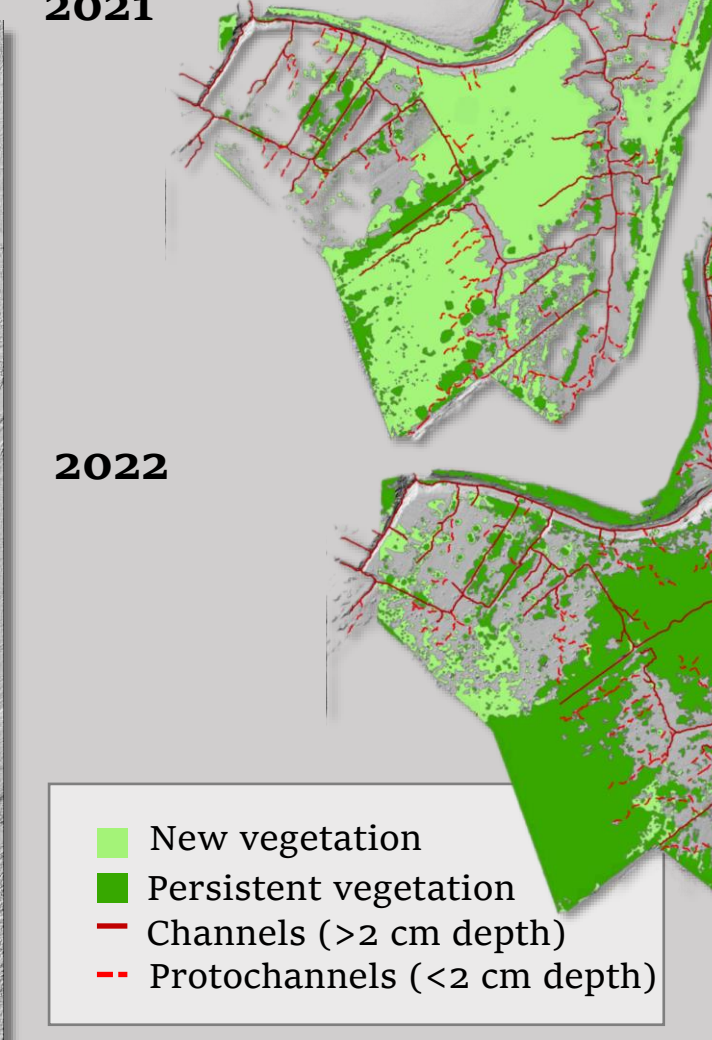 2021
2022
New vegetation
Persistent vegetation
Channels (>2 cm depth)
Protochannels (<2 cm depth)